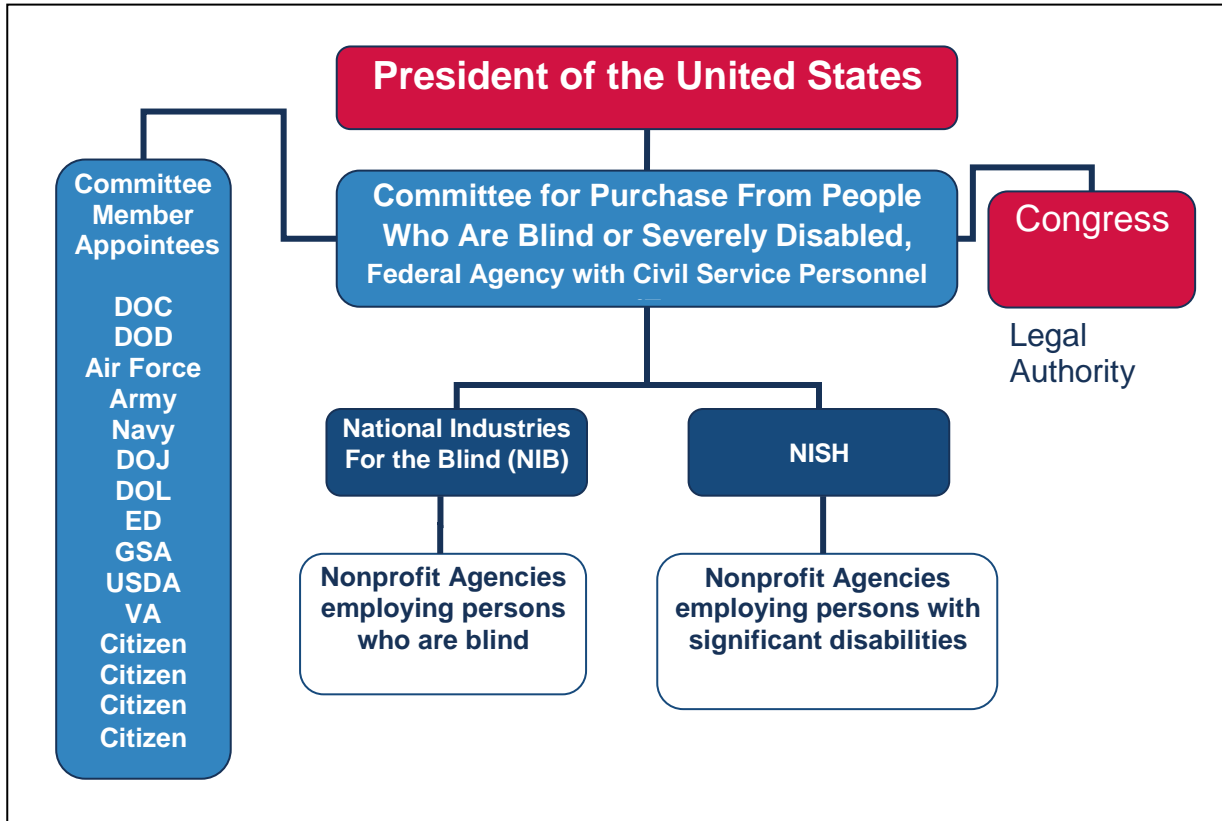 President of the United States
Committee for Purchase From People
Who Are Blind or Severely Disabled,
Federal Agency with Civil Service Personnel
Committee
Member
Appointees
DOC
DOD
Air Force
Army
Navy
DOJ
DOL
ED
GSA
USDA
VA
Citizen
Citizen
Citizen
Citizen
Congress
Legal
Authority
National Industries
For the Blind (NIB)
NISH
Nonprofit Agencies
employing persons
who are blind
Nonprofit Agencies
employing persons with
significant disabilities